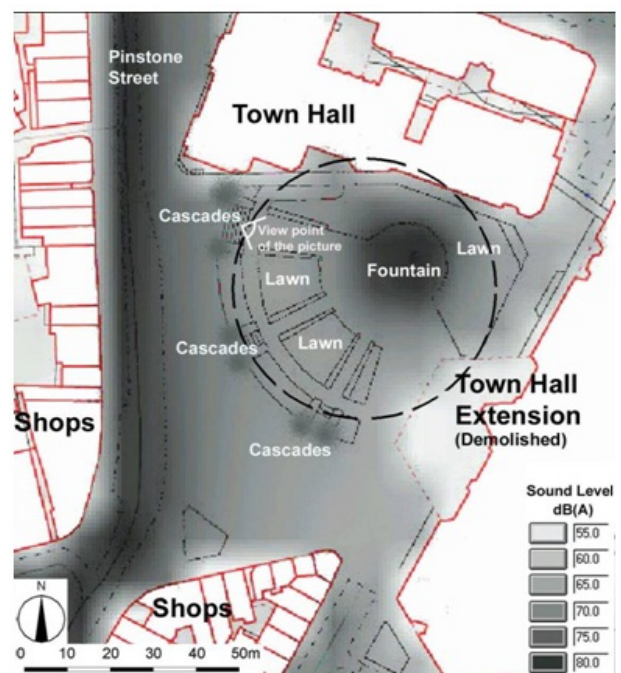 Pinstone
Street
Town Hall
Cascades
View point
of the picture
Lawn
Fountain
Lawn
Cascades
Lawn
Town Hall
Extension
(Demolished)
Shops
Cascades
Sound Level
dB(A)
55.0
60.0
65.0
70.0
75.0
80.0
N
Shops
0 10 20 30 40 50m